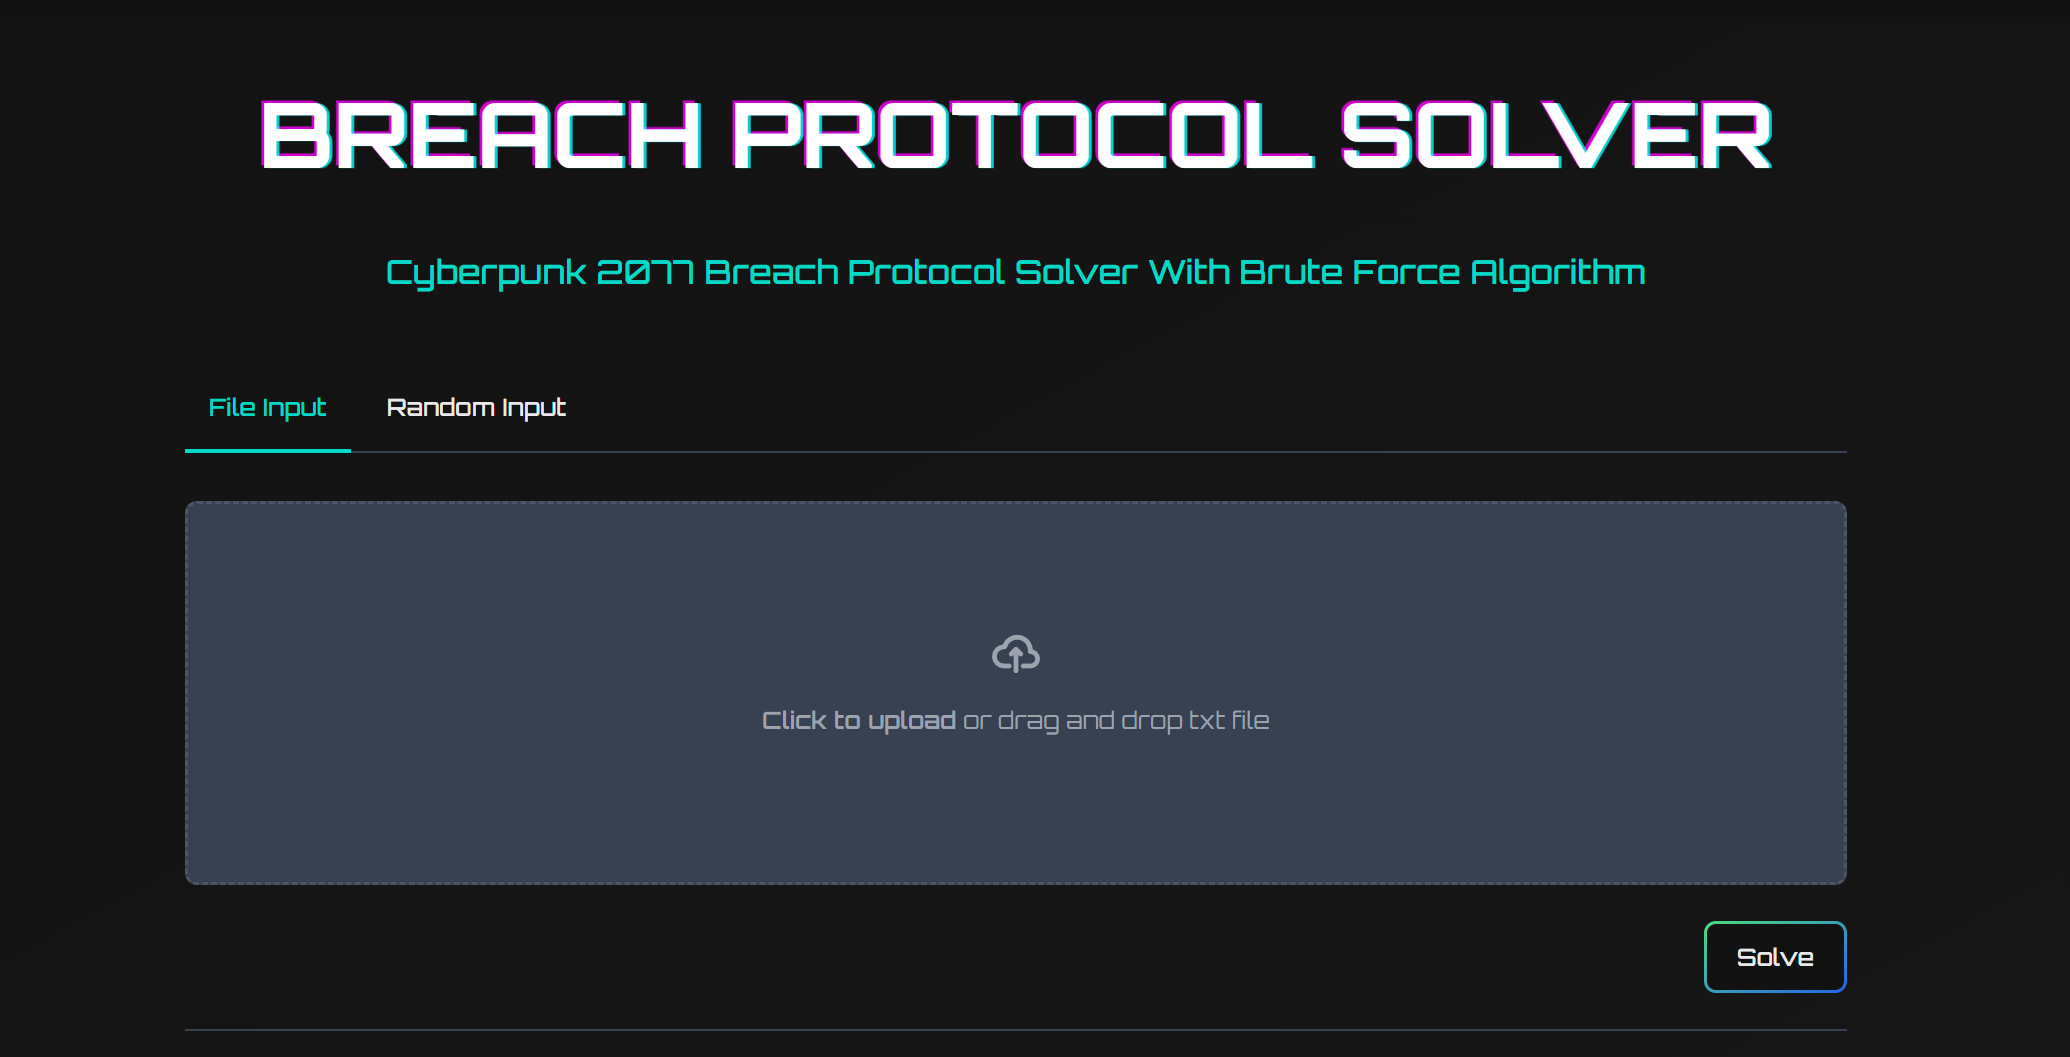 BREACH PROTOCOL SOLVER
Cyberpunk 2077 Breach Protocol Solver With Brute Force Algorithm
File Input
Random Input
Click to upload or drag and drop txt file
Solve